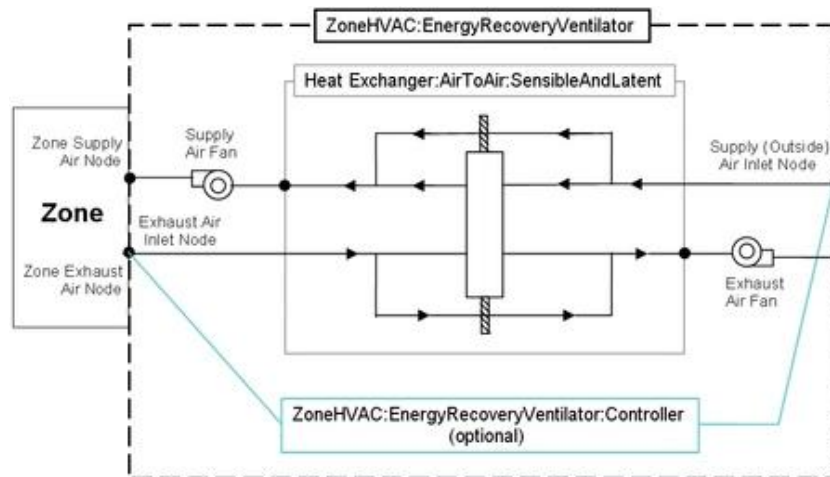 ZoneHVAC:EnergyRecoveryVentilator
Heat Exchanger:AirToAir:SensibleAndLatent
Zone Supply
Air Node
Supply
Air Fan
Supply (Outside)
Air Inlet Node
Zone
Exhaust Air
Inlet Node
Zone Exhaust
Air Node
Exhaust
Air Fan
ZoneHVAC:EnergyRecoveryVentilator:Controller
(optional)